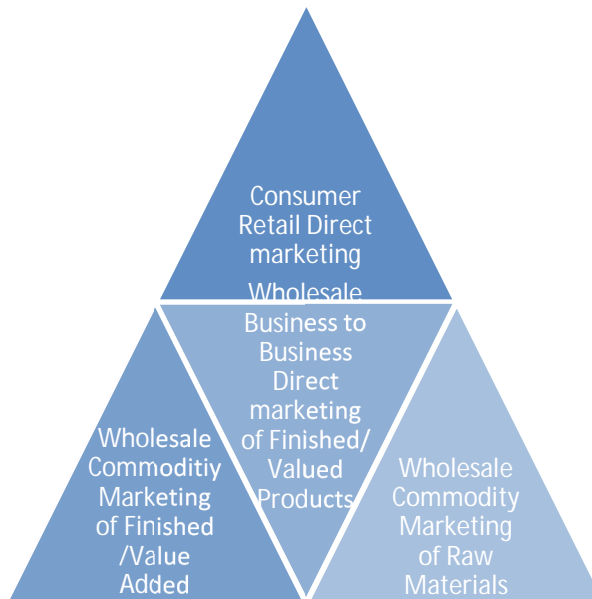 Consumer
Retail Direct
marketing
Wholesale
Business to
Business
Direct
marketing
of Finished/
Valued
Products
Wholesale
Commoditiy
Marketing
of Finished
/Value
Added
Wholesale
Commodity
Marketing
of Raw
Materials